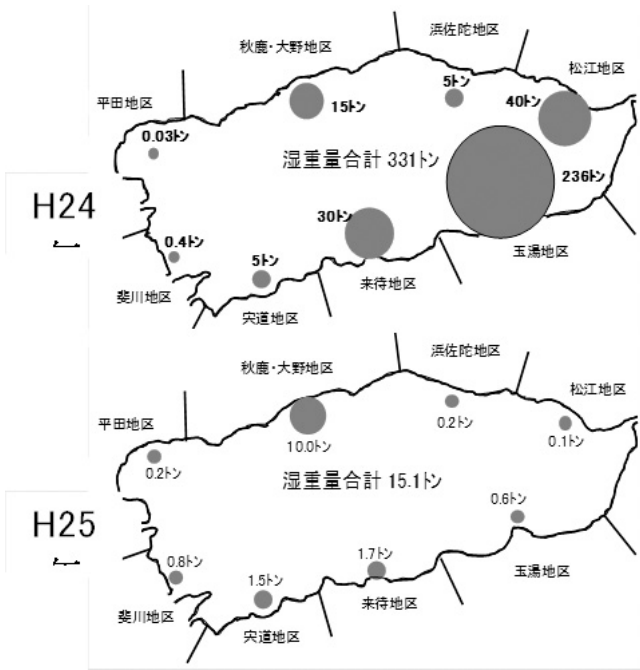 浜佐陀地区
秋鹿・大野地区
松江地区
平田地区
5トン
15トン
40トン
0.03トン
湿重量合計 331トン
236トン
H24
30トン
0.4トン
5トン
玉湯地区
来待地区
斐川地区
宍道地区
浜佐陀地区
秋鹿・大野地区
松江地区
平田地区
0.2トン
0.1トン
10.0トン
0.2トン
湿重量合計 15.1トン
0.6トン
H25
1.7トン
0.8トン
1.5トン
玉湯地区
来待地区
斐川地区
宍道地区